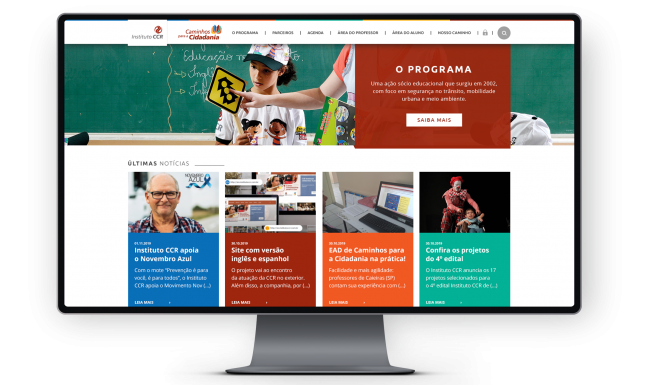 Instituto CCR
Caminhos
para a Cidadania
O PROGRAMA | PARCEIROS | AGENDA | ÁREA DO PROFESSOR | ÁREA DO ALUNO | NOSSO CAMINHO
Educação no
O PROGRAMA
Uma ação sócio educacional que surgiu em 2002,
com foco em segurança no trânsito, mobilidade
urbana e meio ambiente.
SAIBA MAIS
ÚLTIMAS NOTÍCIAS
NOVEMBRO
AZUL
01.11.2019
Instituto CCR apoia
o Novembro Azul
Com o mote "Prevenção é para
você, é para todos", o Instituto
CCR apoia o Movimento Nov (...)
LEIA MAIS ›
30.10.2019
Site com versão
inglês e espanhol
O projeto vai ao encontro
da atuação da CCR no exterior.
Além disso, a companhia, por (...)
LEIA MAIS ›
30.10.2019
EAD de Caminhos para
a Cidadania na prática!
Facilidade e mais agilidade:
professores de Caieiras (SP)
contam sua experiência com (...)
LEIA MAIS ›
30.10.2019
Confira os projetos
do 4º edital
O Instituto CCR anuncia os 17
projetos selecionados para
o 4º edital Instituto CCR de (...)
LEIA MAIS ›